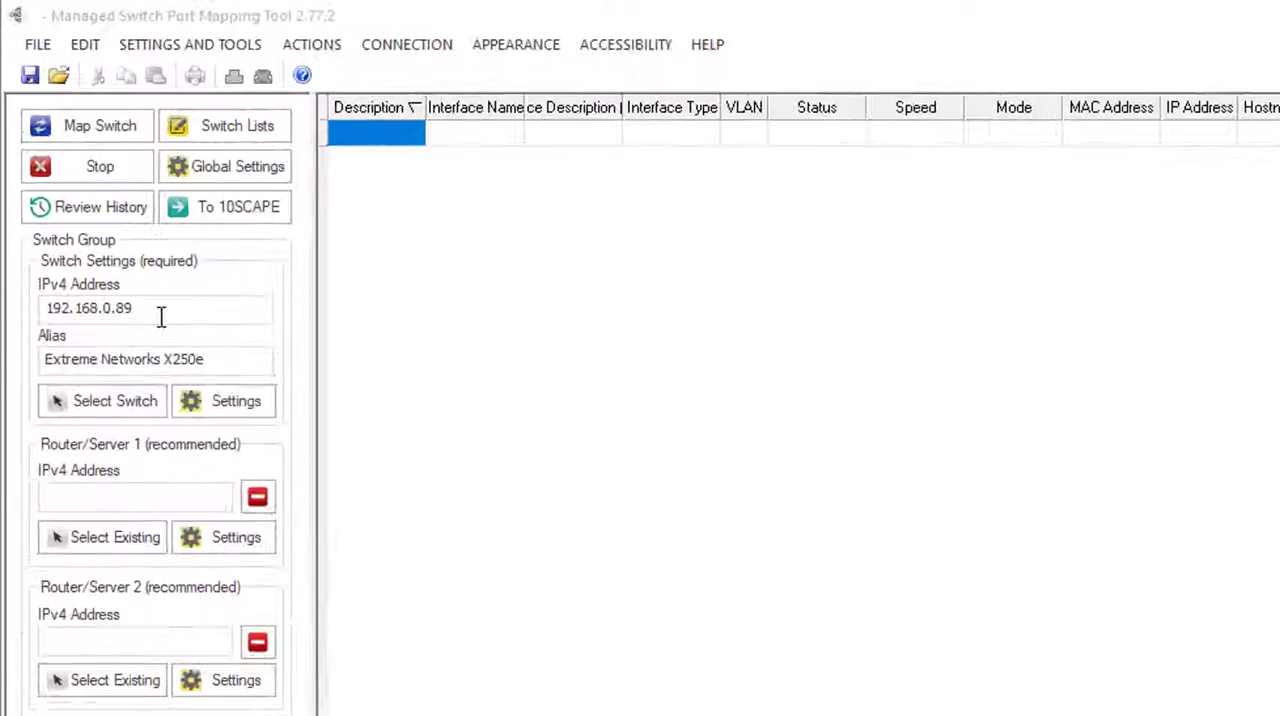 - Managed Switch Port Mapping Tool 2.77.2
FILE EDIT SETTINGS AND TOOLS ACTIONS CONNECTION APPEARANCE ACCESSIBILITY HELP
Description Interface Name ce Description I Interface Type VLAN Status Speed Mode MAC Address IP Address Hostn
Map Switch Switch Lists
Stop Global Settings
Review History To 10SCAPE
Switch Group
Switch Settings (required)
IPv4 Address
192.168.0.89
Alias
Extreme Networks X250e
Select Switch Settings
Router/Server 1 (recommended)
IPv4 Address
Select Existing Settings
Router/Server 2 (recommended)
IPv4 Address
Select Existing Settings